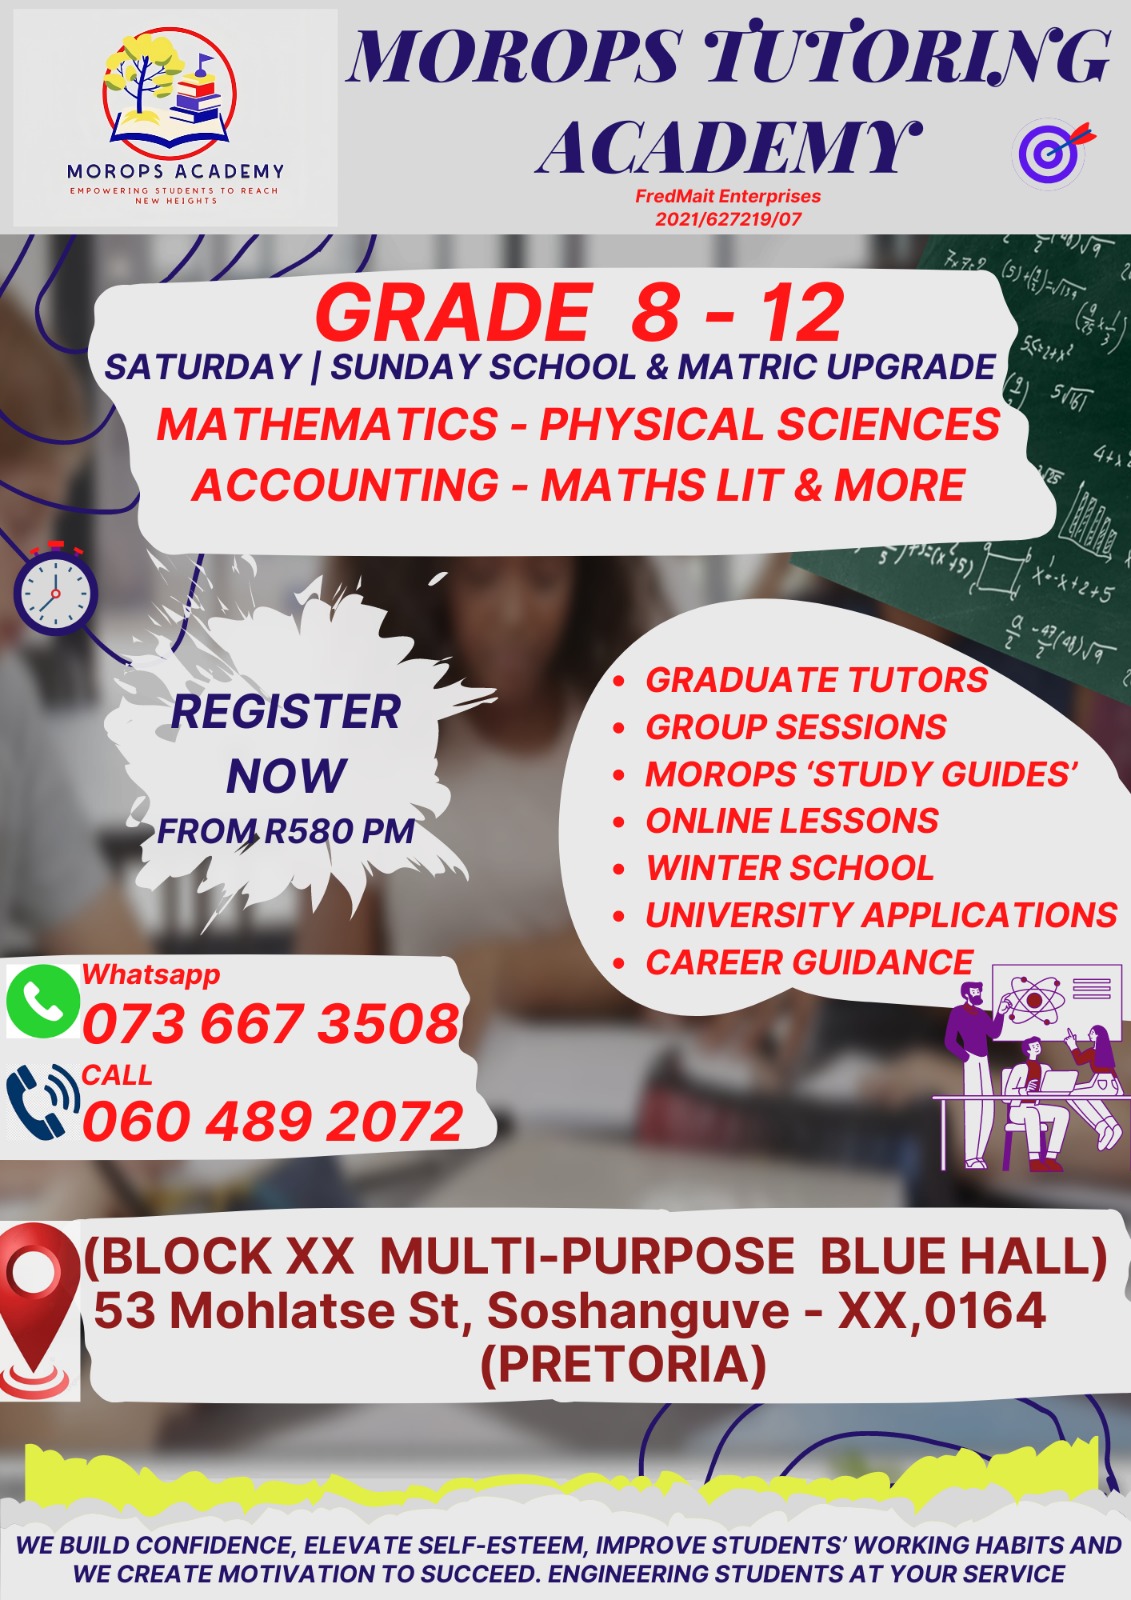 MOROPS ACADEMY
EMPOWERING STUDENTS TO REACH
NEW HEIGHTS
MOROPS TUTORING
ACADEMY
FredMait Enterprises
2021/627219/07
GRADE 8 - 12
SATURDAY | SUNDAY SCHOOL & MATRIC UPGRADE
MATHEMATICS - PHYSICAL SCIENCES
ACCOUNTING - MATHS LIT & MORE
REGISTER
NOW
FROM R580 PM
• GRADUATE TUTORS
• GROUP SESSIONS
• MOROPS ‘STUDY GUIDES’
• ONLINE LESSONS
• WINTER SCHOOL
• UNIVERSITY APPLICATIONS
• CAREER GUIDANCE
Whatsapp
073 667 3508
CALL
060 489 2072
(BLOCK XX MULTI-PURPOSE BLUE HALL)
53 Mohlatse St, Soshanguve - XX,0164
(PRETORIA)
WE BUILD CONFIDENCE, ELEVATE SELF-ESTEEM, IMPROVE STUDENTS’ WORKING HABITS AND
WE CREATE MOTIVATION TO SUCCEED. ENGINEERING STUDENTS AT YOUR SERVICE